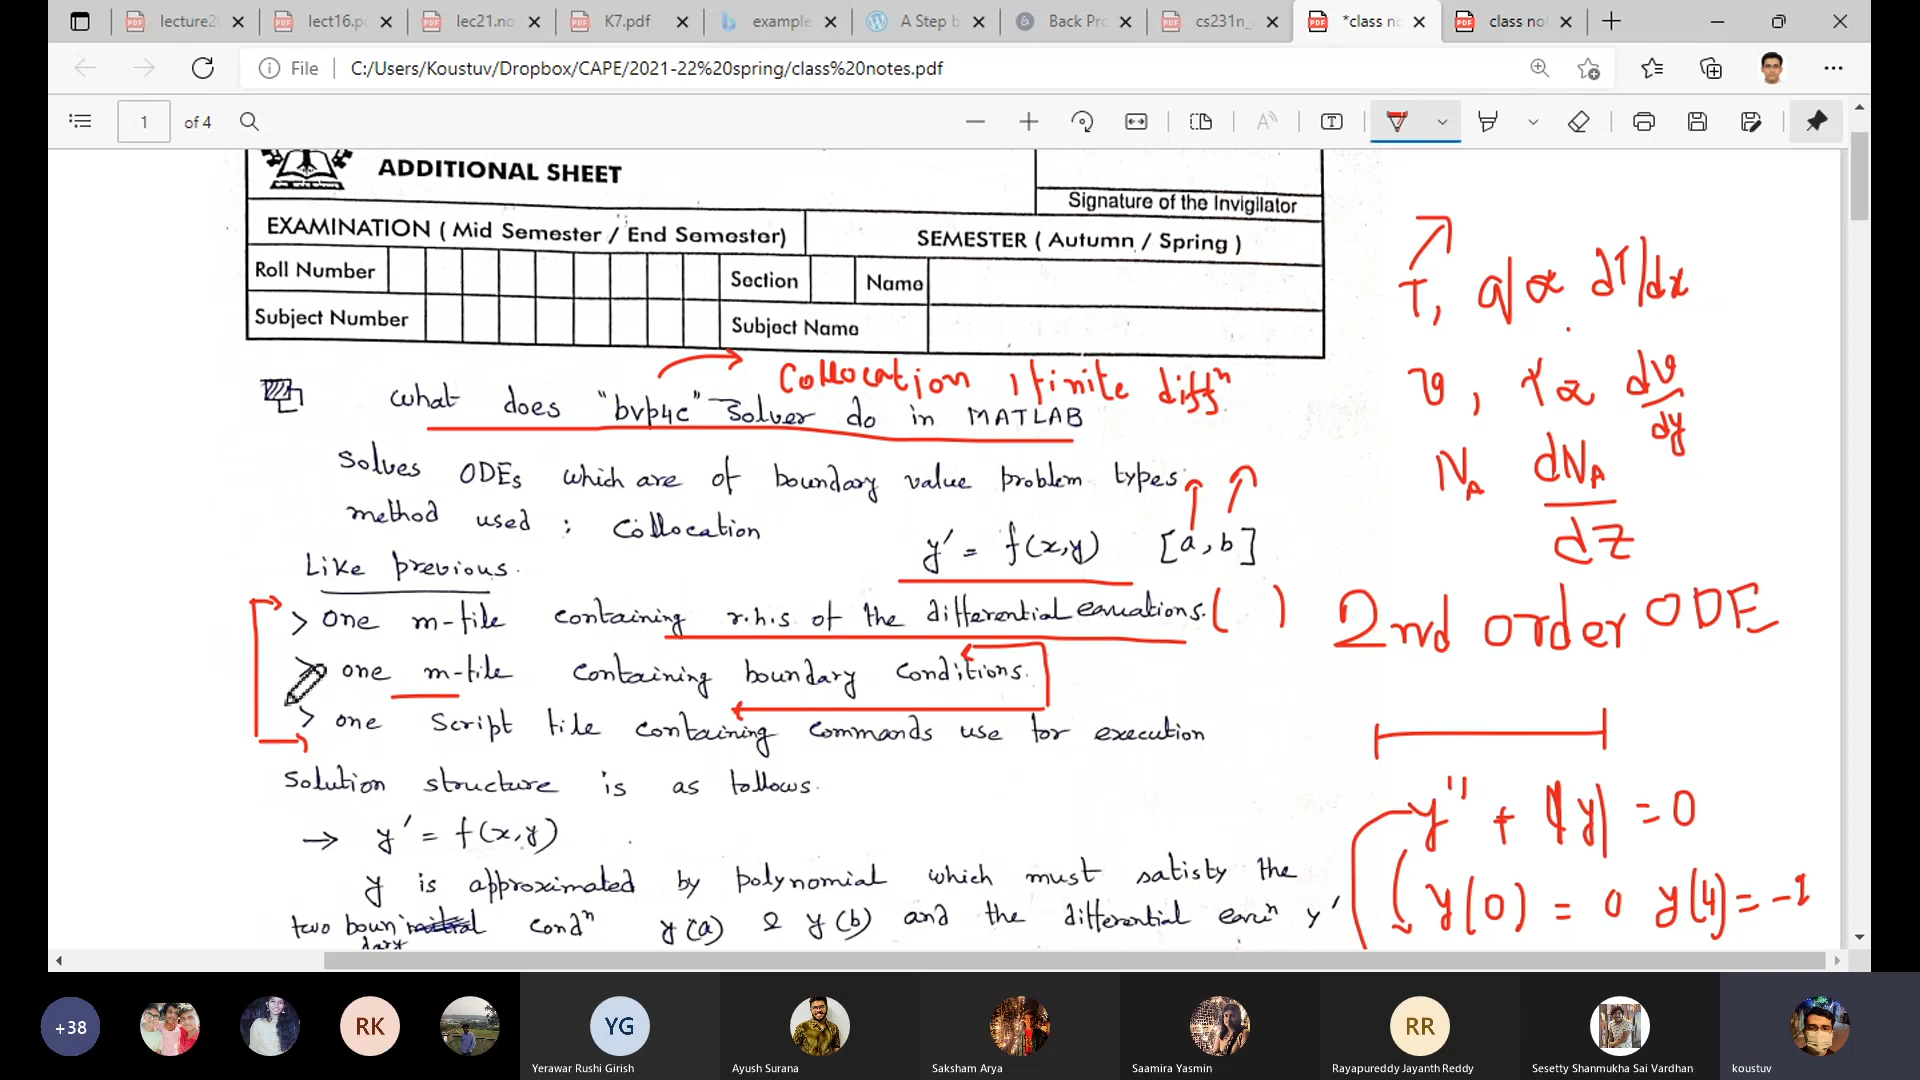 lecture2
lect16.p
lec21.no
K7.pdf
example
A Step b
Back Pro
cs231n_
*class no
class no
File
C:/Users/Koustuv/Dropbox/CAPE/2021-22%20spring/class%20notes.pdf
1 of 4
ADDITIONAL SHEET
Signature of the Invigilator
EXAMINATION ( Mid Semester / End Semester)
SEMESTER ( Autumn / Spring )
Roll Number
Section
Name
Subject Number
Subject Name
T, q ∝ dT/dx
Collocation / finite diffⁿ
v, τ ∝ dv/dy
What does "bvp4c" solver do in MATLAB
N_A dN_A/dz
Solves ODEs which are of boundary value problem types.
method used : Collocation
y' = f(x,y) [a,b]
Like previous.
> one m-file containing r.h.s of the differential equations. ( )
2nd order ODE
> one m-file containing boundary conditions.
> one script file containing commands use for execution
Solution structure is as follows.
y'' + |y| = 0
→ y' = f(x,y)
y is approximated by polynomial which must satisfy the
y(0) = 0 y(4) = -2
two boundary condⁿ y(a) & y(b) and the differential eqnⁿ y'
+38
RK
YG
RR
Yerawar Rushi Girish
Ayush Surana
Saksham Arya
Saamira Yasmin
Rayapureddy Jayanth Reddy
Sesetty Shanmukha Sai Vardhan
koustuv